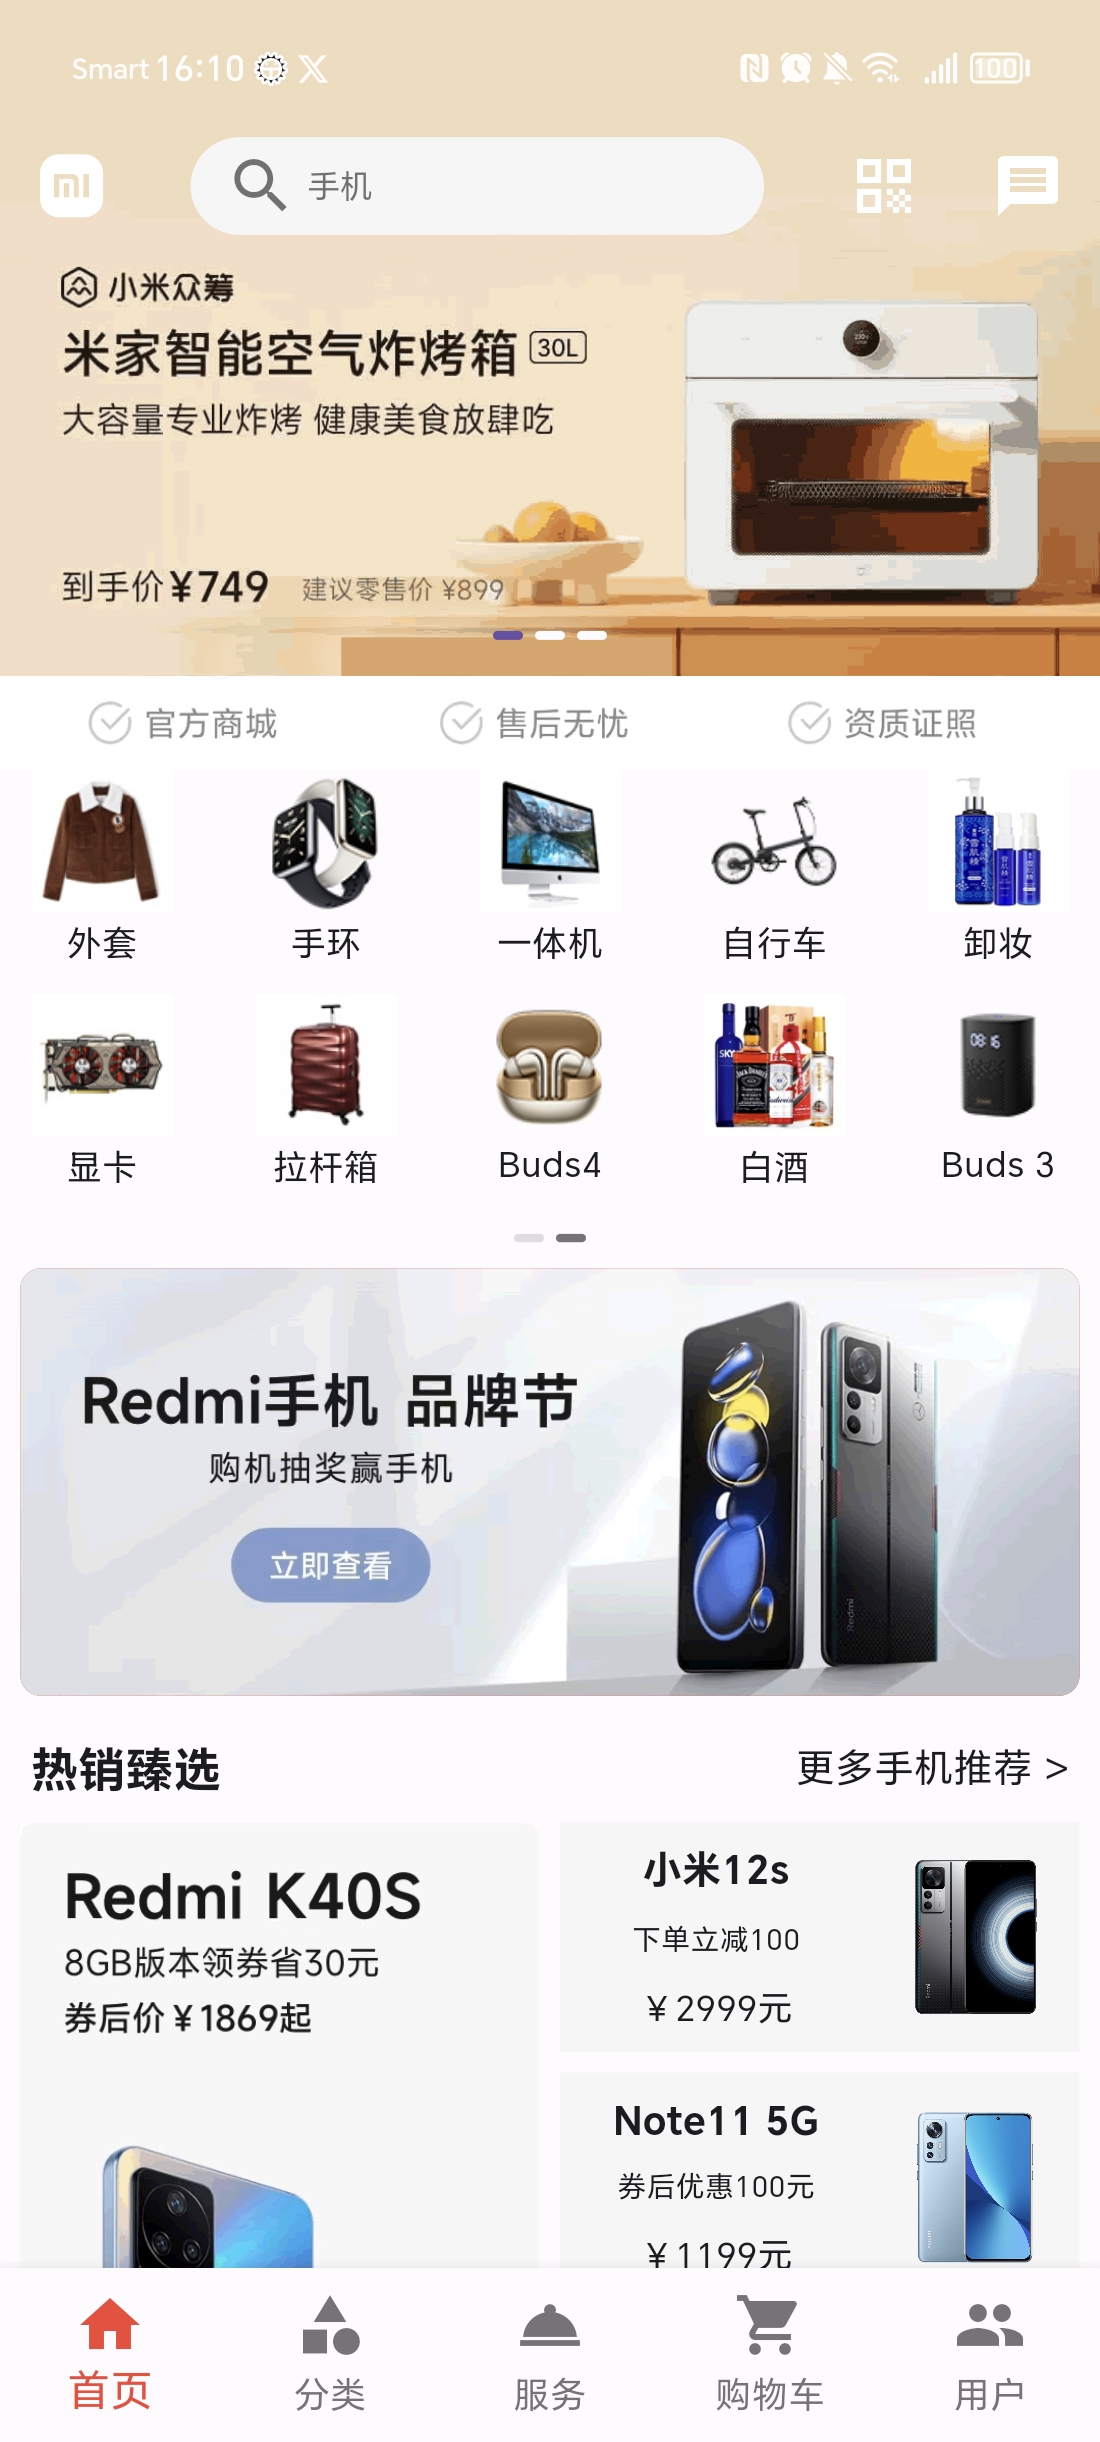 Smart 16:10 100
mi 手机
小米众筹
米家智能空气炸烤箱 30L
大容量专业炸烤 健康美食放肆吃
到手价¥749 建议零售价 ¥899
官方商城 售后无忧 资质证照
外套 手环 一体机 自行车 卸妆
显卡 拉杆箱 Buds4 白酒 Buds 3
Redmi手机 品牌节
购机抽奖赢手机
立即查看
热销臻选 更多手机推荐 >
Redmi K40S
8GB版本领券省30元
券后价¥1869起
小米12s
下单立减100
¥2999元
Note11 5G
券后优惠100元
¥1199元
首页 分类 服务 购物车 用户